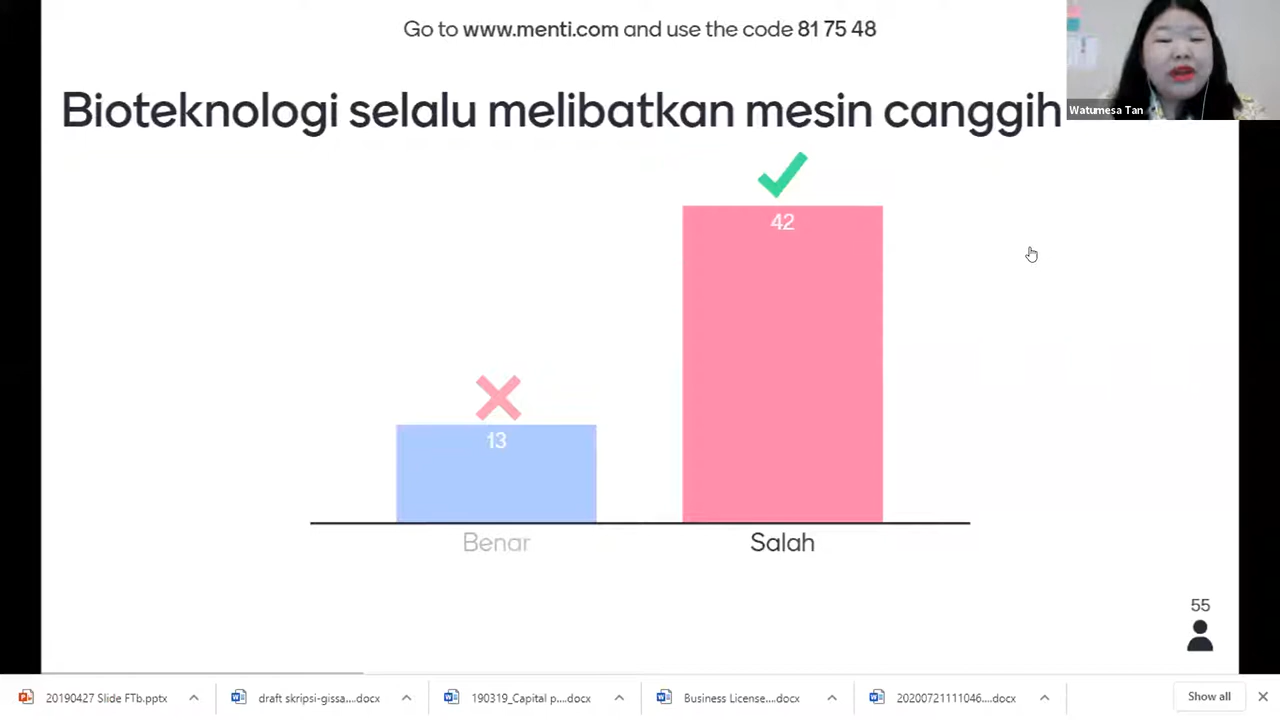 Go to www.menti.com and use the code 81 75 48
Bioteknologi selalu melibatkan mesin canggih
Watumesa Tan
42
13
Benar
Salah
55
20190427 Slide FTb.pptx
draft skripsi-gissa....docx
190319_Capital p....docx
Business License....docx
20200721111046....docx
Show all